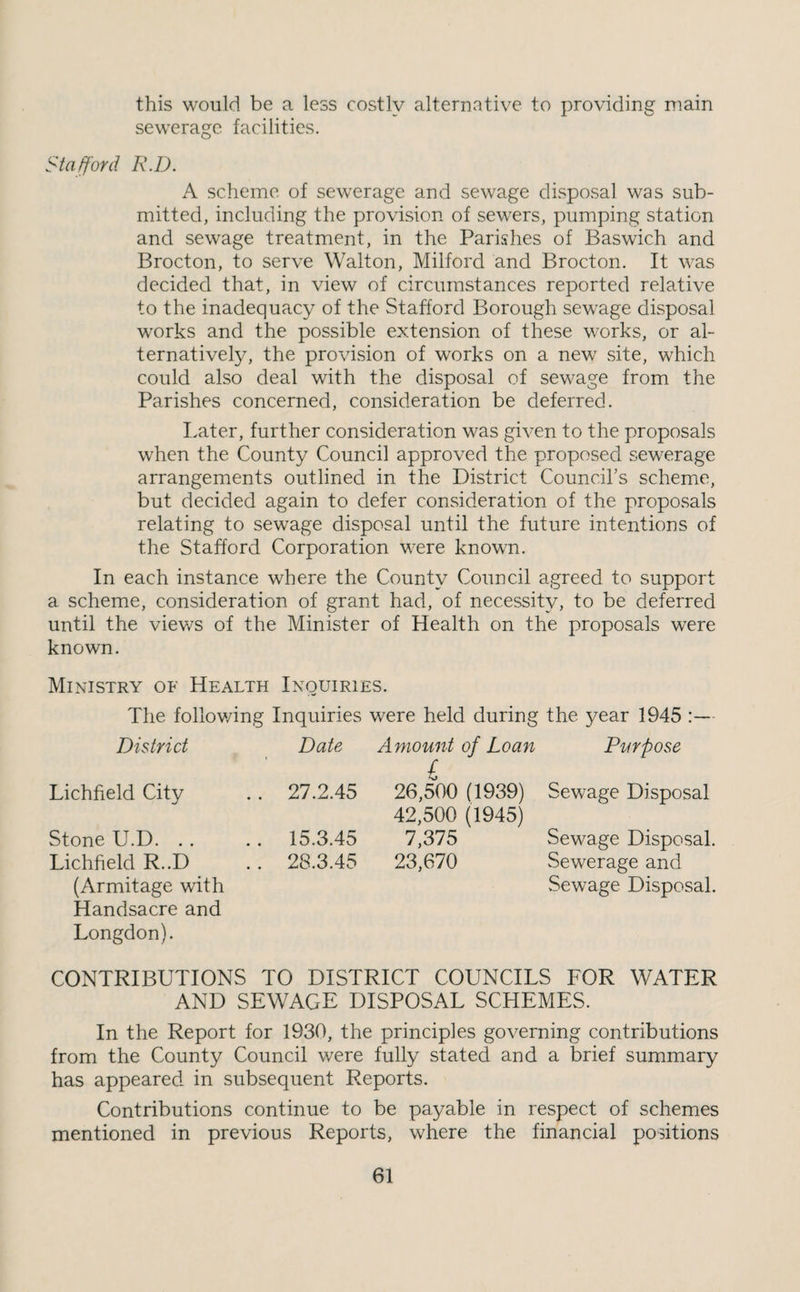 this would be a less costly alternative to providing main
sewerage facilities.
Stafford R.D.
A scheme of sewerage and sewage disposal was sub-
mitted, including the provision of sewers, pumping station
and sewage treatment, in the Parishes of Baswich and
Brocton, to serve Walton, Milford and Brocton. It was
decided that, in view of circumstances reported relative
to the inadequacy of the Stafford Borough sewage disposal
works and the possible extension of these works, or al-
ternatively, the provision of works on a new site, which
could also deal with the disposal of sewage from the
Parishes concerned, consideration be deferred.
Later, further consideration was given to the proposals
when the County Council approved the proposed sewerage
arrangements outlined in the District Council's scheme,
but decided again to defer consideration of the proposals
relating to sewage disposal until the future intentions of
the Stafford Corporation were known.
In each instance where the County Council agreed to support
a scheme, consideration of grant had, of necessity, to be deferred
until the views of the Minister of Health on the proposals were
known.
Ministry of Health Inquiries.
The following Inquiries were held during the year 1945 :—
District Date Amount of Loan Purpose
£
Lichfield City .. 27.2.45 26,500 (1939) Sewage Disposal
42,500 (1945)
Stone U.D. .. .. 15.3.45 7,375 Sewage Disposal.
Lichfield R..D .. 28.3.45 23,670 Sewerage and
(Armitage with Sewage Disposal.
Handsacre and
Longdon).
CONTRIBUTIONS TO DISTRICT COUNCILS FOR WATER
AND SEWAGE DISPOSAL SCHEMES.
In the Report for 1930, the principles governing contributions
from the County Council were fully stated and a brief summary
has appeared in subsequent Reports.
Contributions continue to be payable in respect of schemes
mentioned in previous Reports, where the financial positions
61